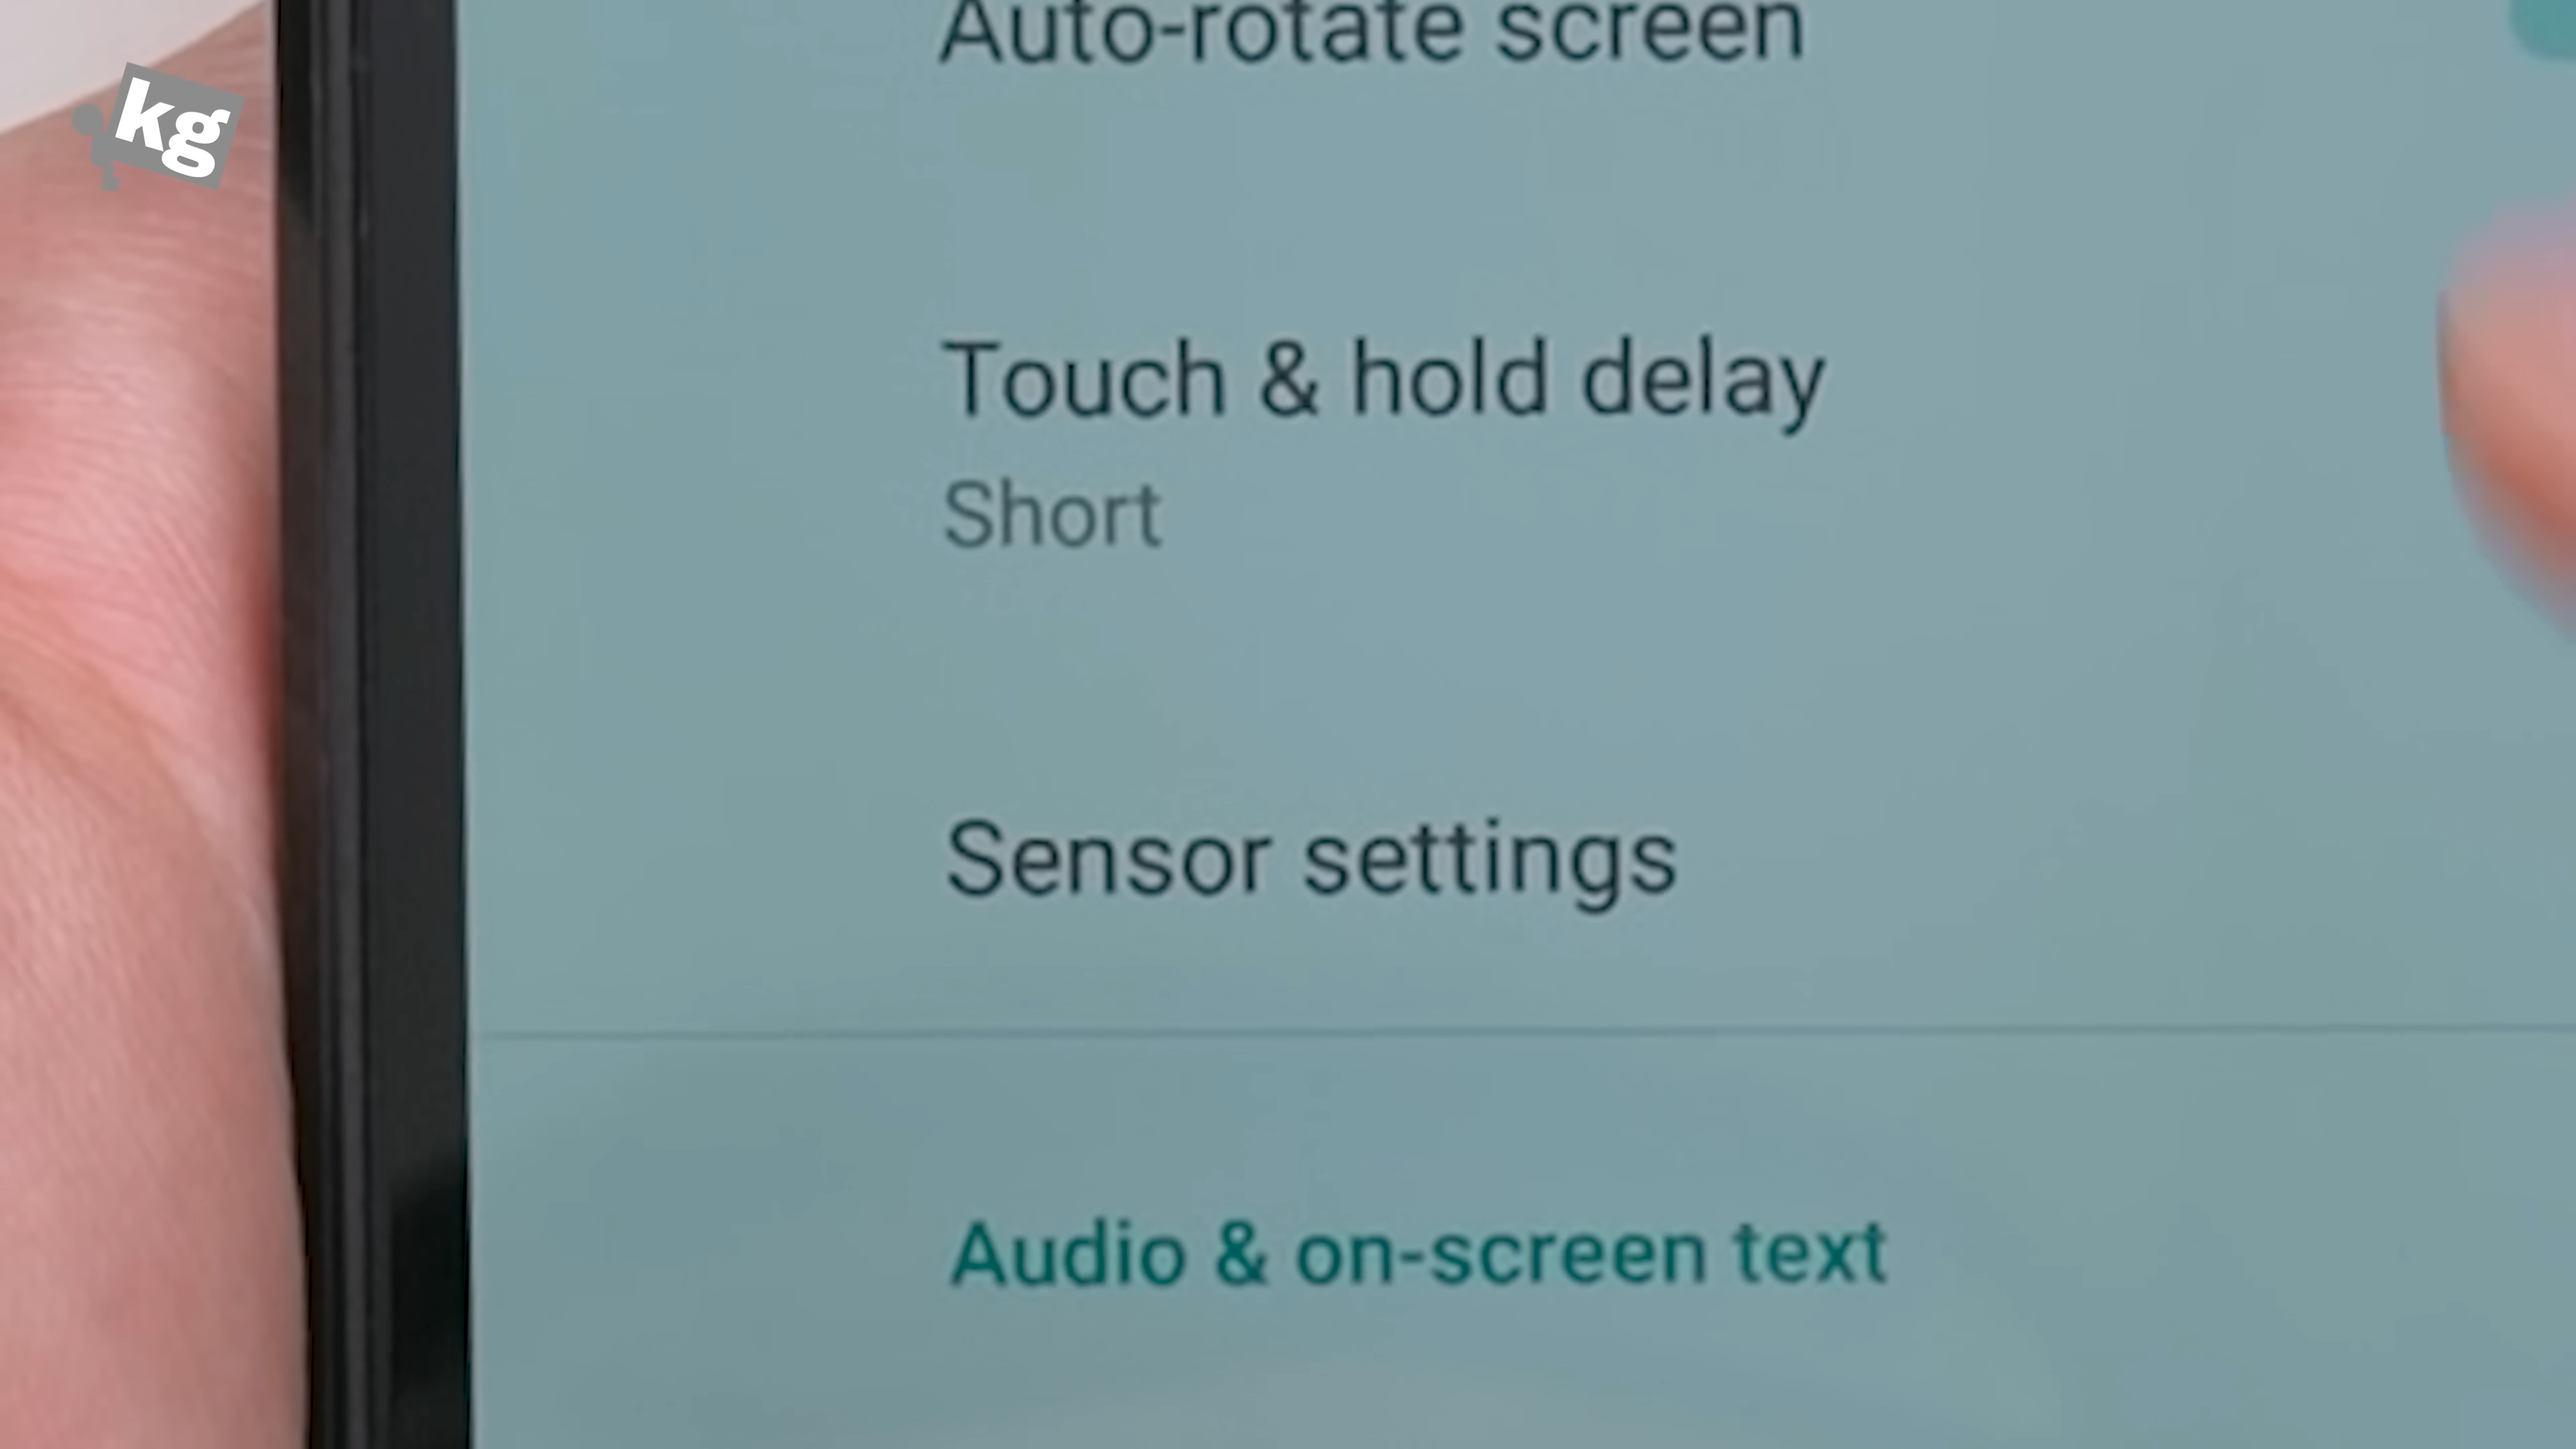 kg
Auto-rotate screen
Touch & hold delay
Short
Sensor settings
Audio & on-screen text